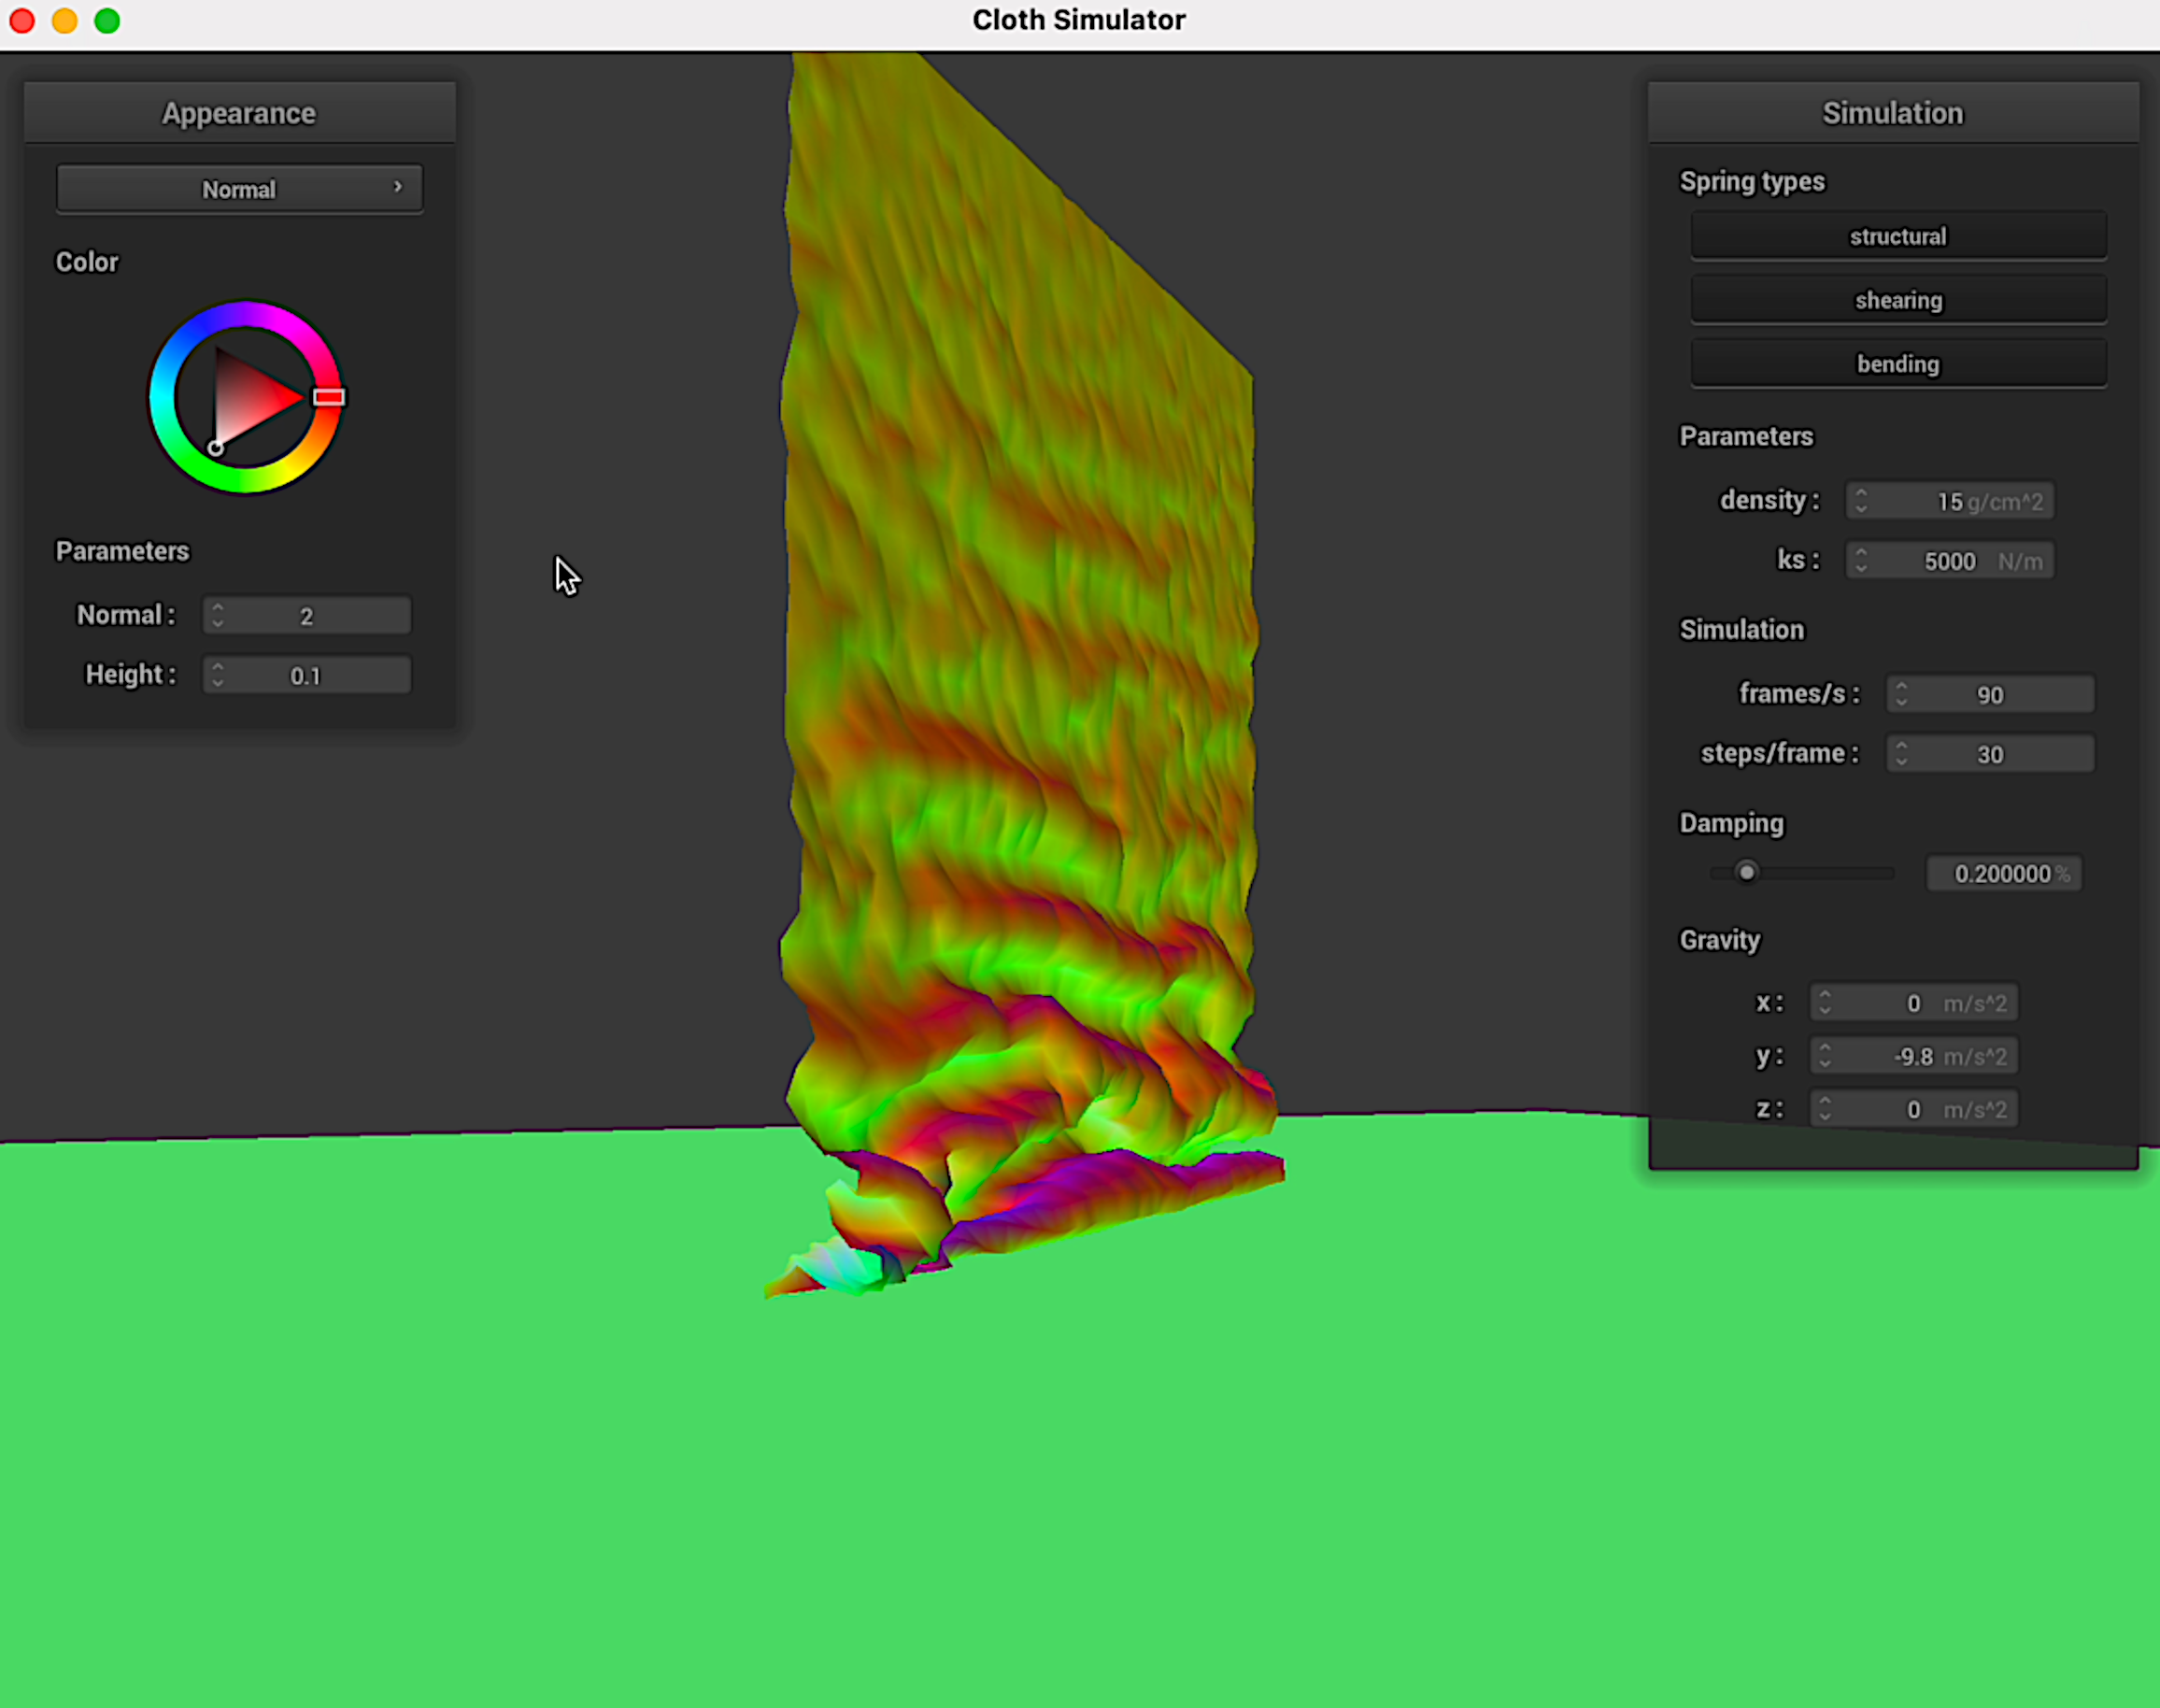 Cloth Simulator
Appearance
Normal
Color
Parameters
Normal : 2
Height : 0.1
Simulation
Spring types
structural
shearing
bending
Parameters
density : 15 g/cm^2
ks : 5000 N/m
Simulation
frames/s : 90
steps/frame : 30
Damping
0.200000 %
Gravity
x : 0 m/s^2
y : -9.8 m/s^2
z : 0 m/s^2